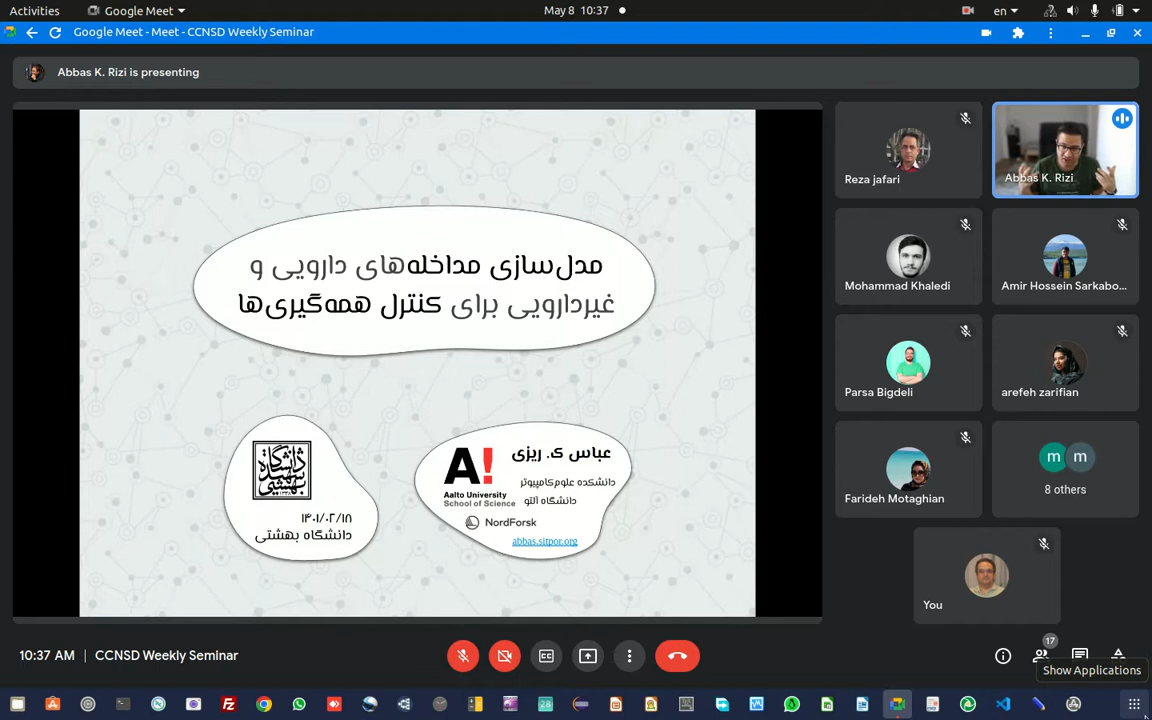 Activities
Google Meet
May 8 10:37
en
Google Meet - Meet - CCNSD Weekly Seminar
Abbas K. Rizi is presenting
مدل‌سازی مداخله‌های دارویی و
غیردارویی برای کنترل همه‌گیری‌ها
عباس ک. ریزی
دانشکده علوم‌کامپیوتر
دانشگاه آلتو
A!
Aalto University
School of Science
NordForsk
abbas.sitpor.org
۱۴۰۱/۰۲/۱۸
دانشگاه بهشتی
Reza jafari
Abbas K. Rizi
Mohammad Khaledi
Amir Hossein Sarkabo...
Parsa Bigdeli
arefeh zarifian
Farideh Motaghian
m
m
8 others
You
10:37 AM
CCNSD Weekly Seminar
17
Show Applications